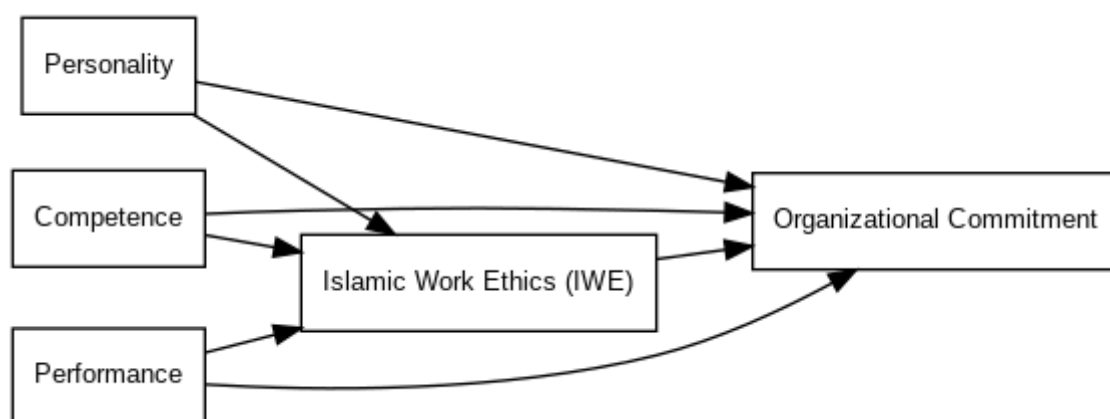 Personality
Competence
Organizational Commitment
Islamic Work Ethics (IWE)
Performance